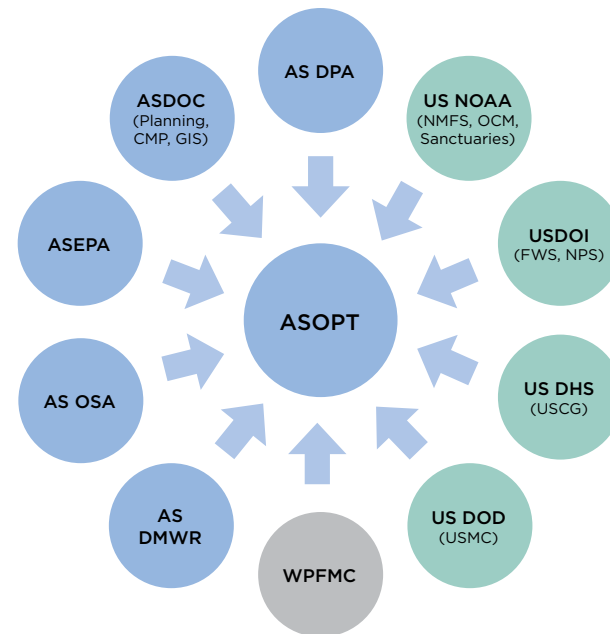 AS DPA
ASDOC
(Planning,
CMP, GIS)
US NOAA
(NMFS, OCM,
Sanctuaries)
ASEPA
USDOI
(FWS, NPS)
ASOPT
AS OSA
US DHS
(USCG)
AS
DMWR
US DOD
(USMC)
WPFMC